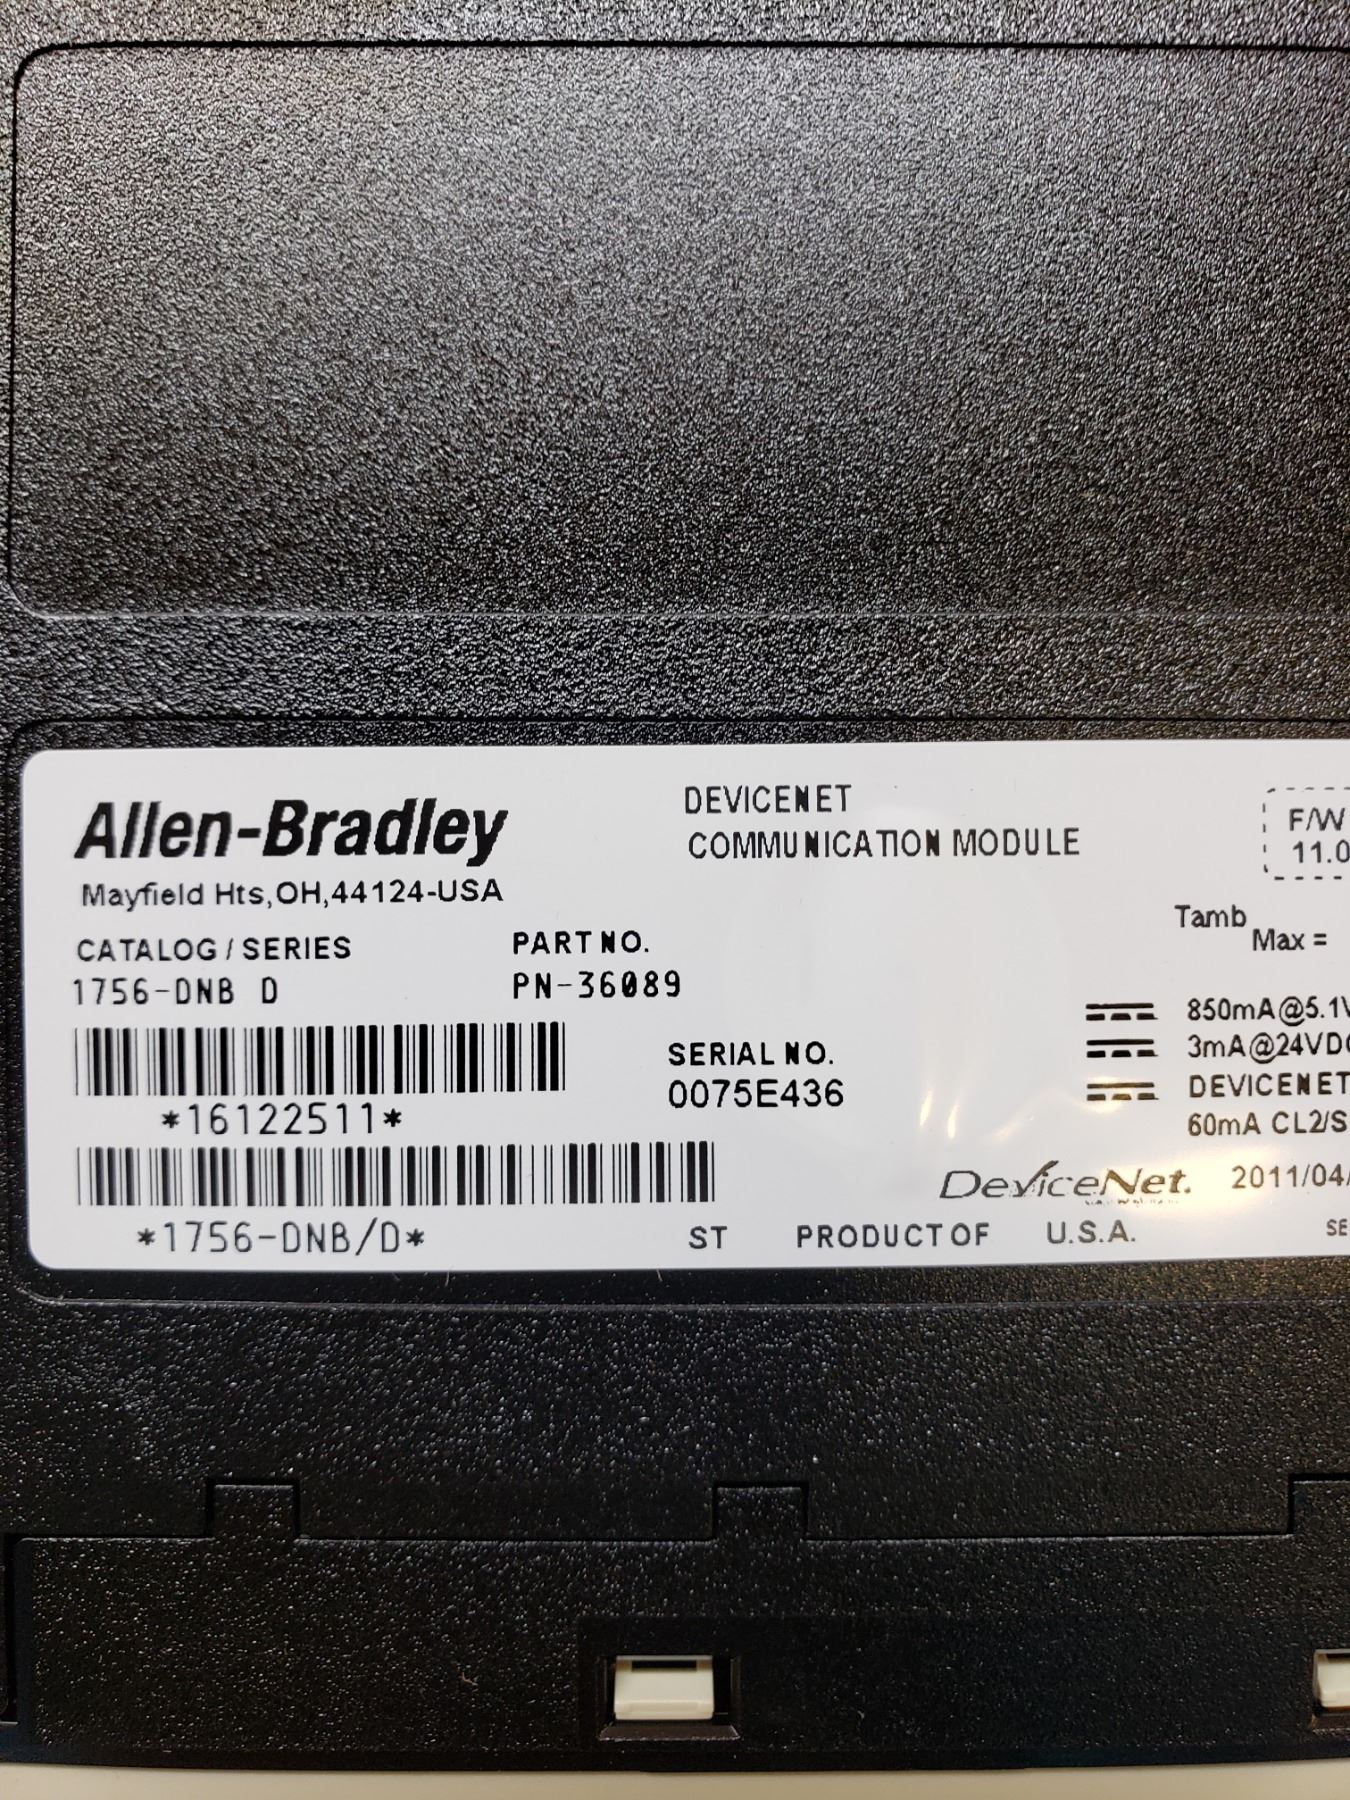 Allen-Bradley
Mayfield Hts,OH,44124-USA
CATALOG / SERIES
1756-DNB D
PART NO.
PN-36089
*16122511*
SERIAL NO.
0075E436
*1756-DNB/D*
DEVICENET
COMMUNICATION MODULE
F/W
11.0
Tamb
Max =
850mA@5.1V
3mA@24VDC
DEVICENET
60mA CL2/S
DeviceNet. 2011/04/
ST PRODUCT OF U.S.A.
SE